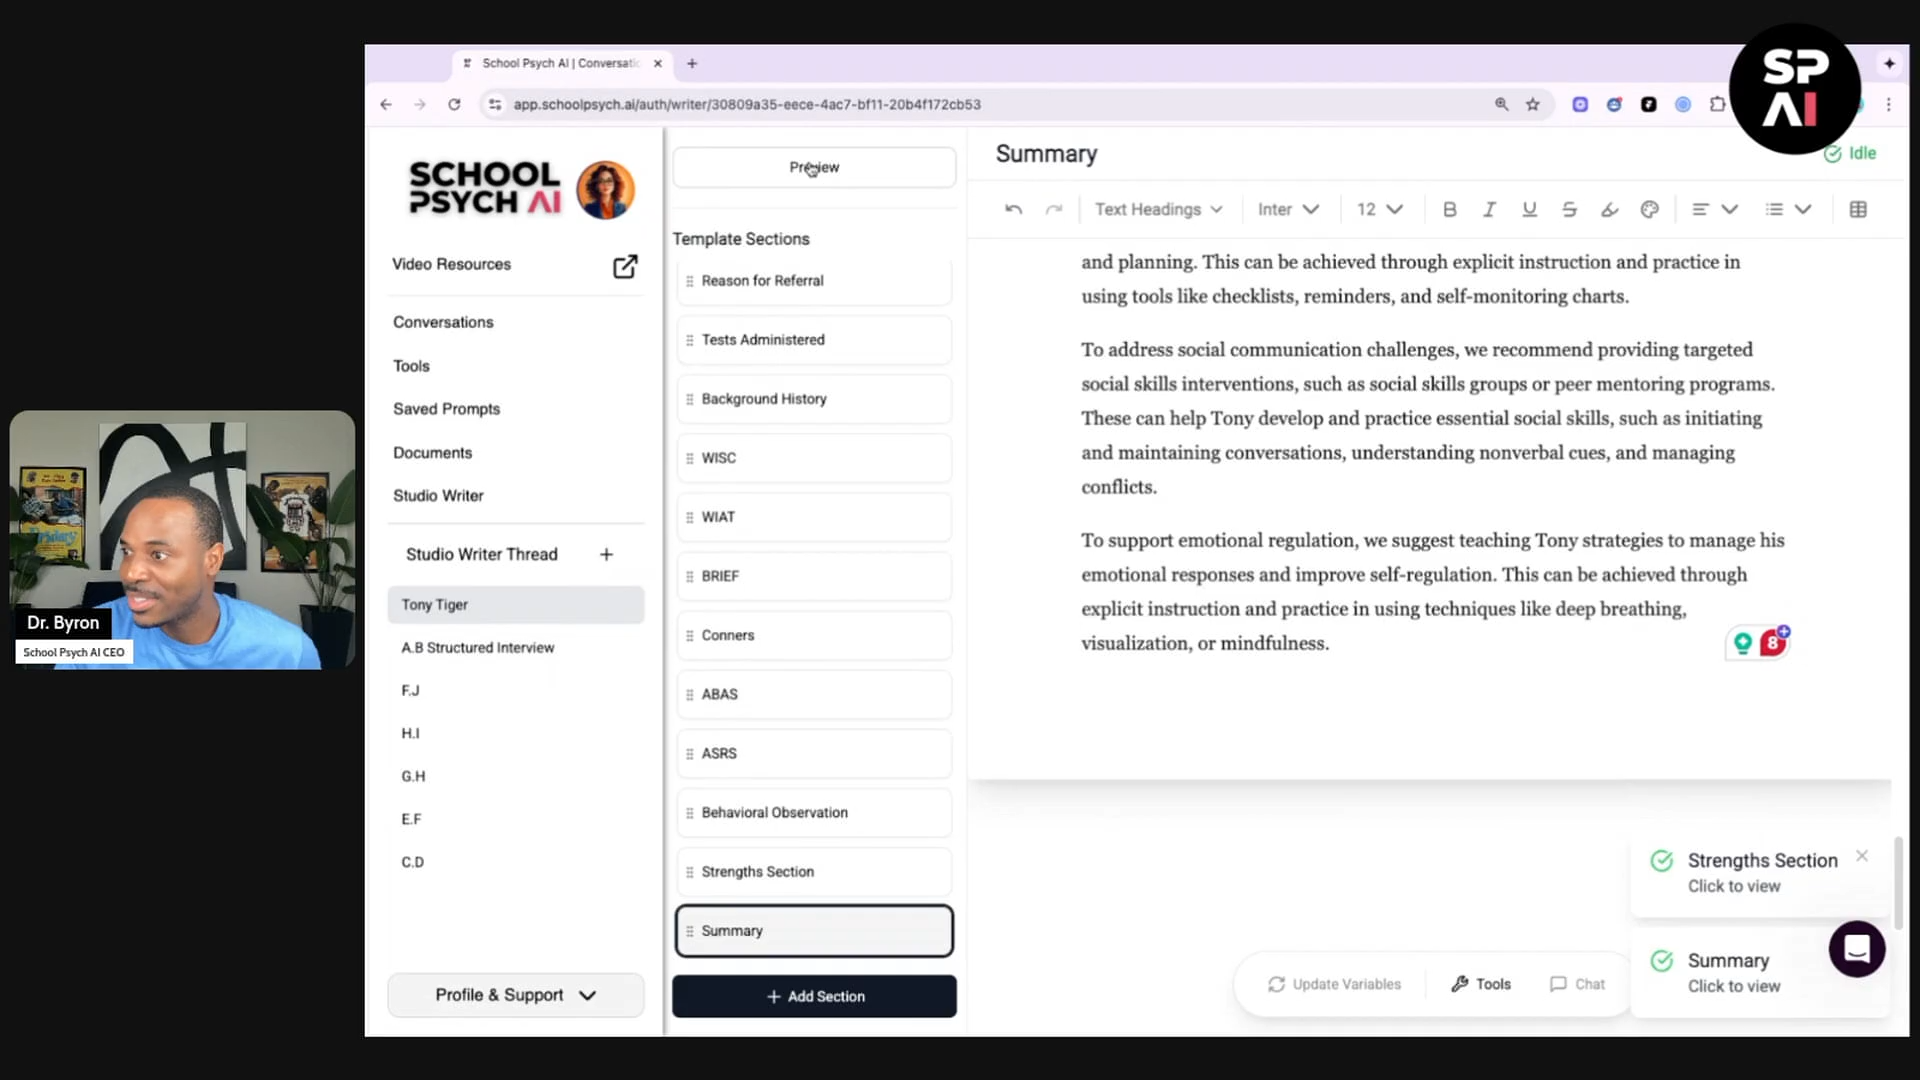 School Psych AI | Conversati
app.schoolpsych.ai/auth/writer/30809a35-eece-4ac7-bf11-20b4f172cb53
SP
AI
SCHOOL
PSYCH AI
Video Resources
Conversations
Tools
Saved Prompts
Documents
Studio Writer
Studio Writer Thread
Tony Tiger
A.B Structured Interview
F.J
H.I
G.H
E.F
C.D
Profile & Support
Preview
Template Sections
Reason for Referral
Tests Administered
Background History
WISC
WIAT
BRIEF
Conners
ABAS
ASRS
Behavioral Observation
Strengths Section
Summary
+ Add Section
Summary
Idle
Text Headings
Inter
12
B I U S
and planning. This can be achieved through explicit instruction and practice in
using tools like checklists, reminders, and self-monitoring charts.
To address social communication challenges, we recommend providing targeted
social skills interventions, such as social skills groups or peer mentoring programs.
These can help Tony develop and practice essential social skills, such as initiating
and maintaining conversations, understanding nonverbal cues, and managing
conflicts.
To support emotional regulation, we suggest teaching Tony strategies to manage his
emotional responses and improve self-regulation. This can be achieved through
explicit instruction and practice in using techniques like deep breathing,
visualization, or mindfulness.
8
Strengths Section
Click to view
Summary
Click to view
Update Variables
Tools
Chat
Friday
Dr. Byron
School Psych AI CEO